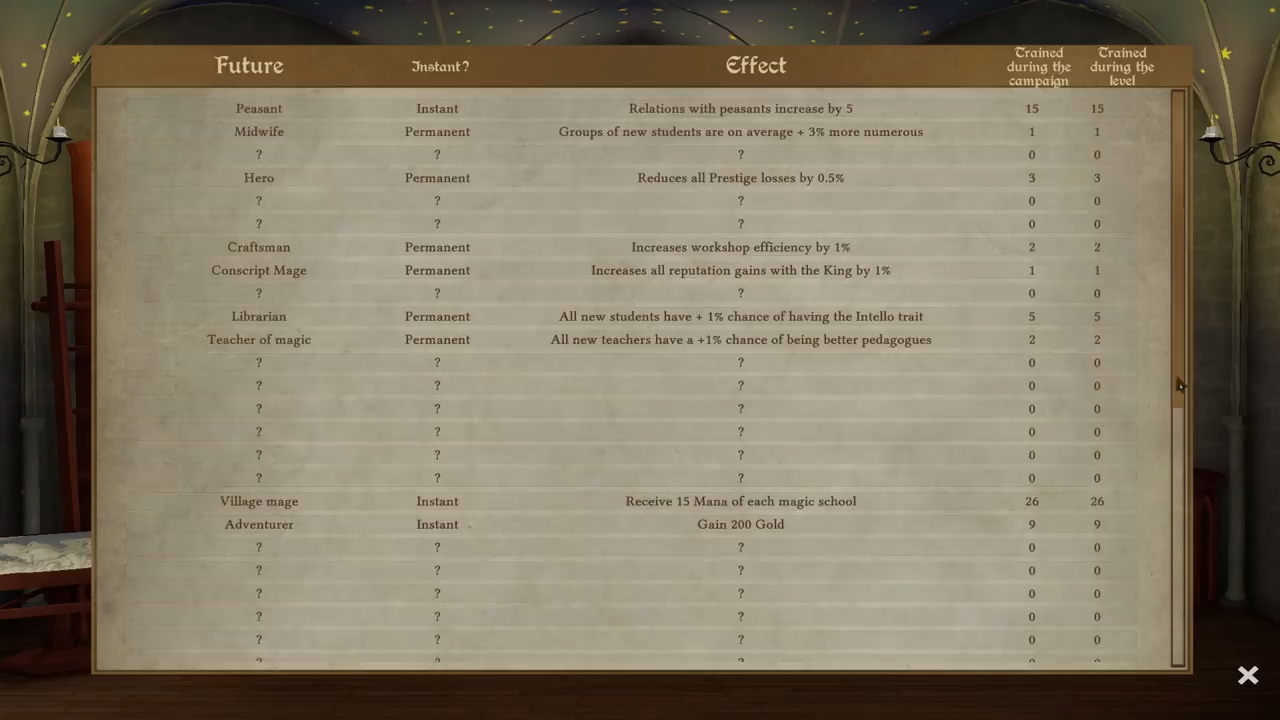 Future Instant? Effect Trained during the campaign Trained during the level
Peasant Instant Relations with peasants increase by 5 15 15
Midwife Permanent Groups of new students are on average + 3% more numerous 1 1
? ? ? 0 0
Hero Permanent Reduces all Prestige losses by 0.5% 3 3
? ? ? 0 0
? ? ? 0 0
Craftsman Permanent Increases workshop efficiency by 1% 2 2
Conscript Mage Permanent Increases all reputation gains with the King by 1% 1 1
? ? ? 0 0
Librarian Permanent All new students have + 1% chance of having the Intello trait 5 5
Teacher of magic Permanent All new teachers have a +1% chance of being better pedagogues 2 2
? ? ? 0 0
? ? ? 0 0
? ? ? 0 0
? ? ? 0 0
? ? ? 0 0
? ? ? 0 0
Village mage Instant Receive 15 Mana of each magic school 26 26
Adventurer Instant Gain 200 Gold 9 9
? ? ? 0 0
? ? ? 0 0
? ? ? 0 0
? ? ? 0 0
? ? ? 0 0